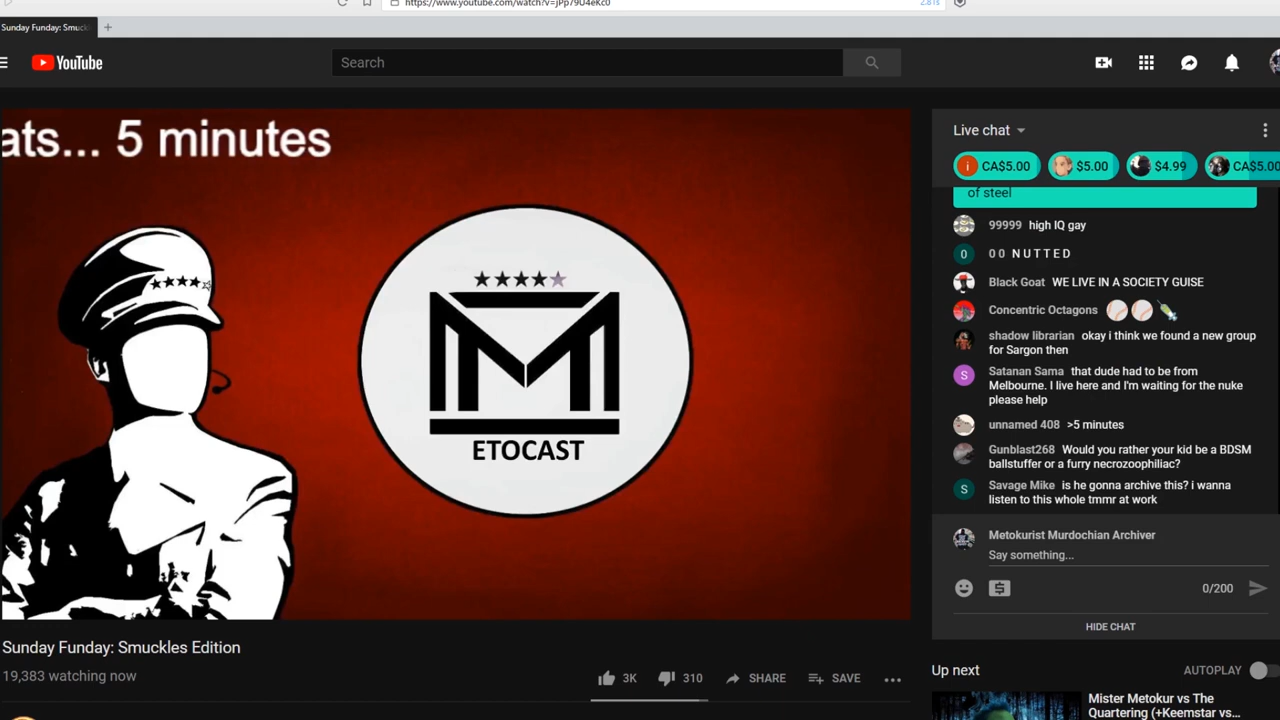 https://www.youtube.com/watch?v=jPp79U4eKc0
2.81s
Sunday Funday: Smuckl
YouTube
Search
ats... 5 minutes
ETOCAST
Live chat
CA$5.00
$5.00
$4.99
CA$5.00
of steel
99999 high IQ gay
0 0 N U T T E D
Black Goat WE LIVE IN A SOCIETY GUISE
Concentric Octagons
shadow librarian okay i think we found a new group
for Sargon then
S
Satanan Sama that dude had to be from
Melbourne. I live here and I'm waiting for the nuke
please help
unnamed 408 >5 minutes
Gunblast268 Would you rather your kid be a BDSM
ballstuffer or a furry necrozoophiliac?
S
Savage Mike is he gonna archive this? i wanna
listen to this whole tmmr at work
Metokurist Murdochian Archiver
Say something...
0/200
HIDE CHAT
Sunday Funday: Smuckles Edition
19,383 watching now
3K
310
SHARE
SAVE
Up next
AUTOPLAY
Mister Metokur vs The
Quartering (+Keemstar vs...